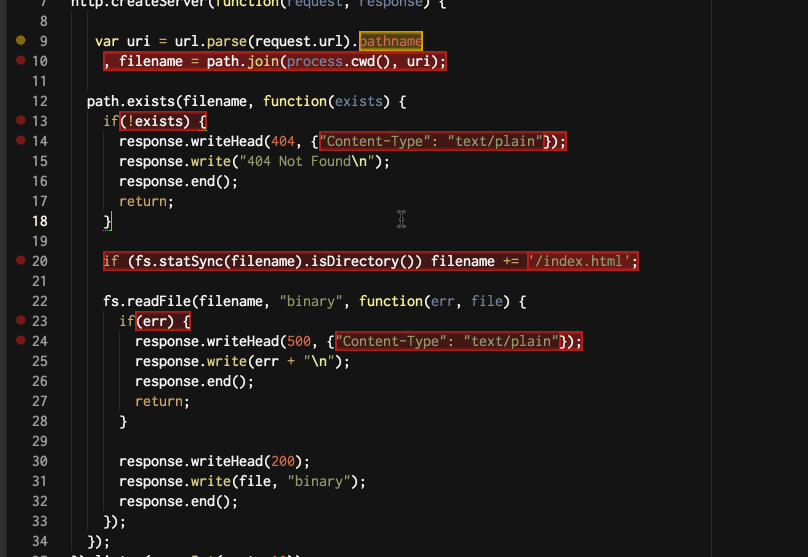 7 http.createServer(function(request, response) {
8
9 var uri = url.parse(request.url).pathname
10 , filename = path.join(process.cwd(), uri);
11
12 path.exists(filename, function(exists) {
13 if(!exists) {
14 response.writeHead(404, {"Content-Type": "text/plain"});
15 response.write("404 Not Found\n");
16 response.end();
17 return;
18 }
19
20 if (fs.statSync(filename).isDirectory()) filename += '/index.html';
21
22 fs.readFile(filename, "binary", function(err, file) {
23 if(err) {
24 response.writeHead(500, {"Content-Type": "text/plain"});
25 response.write(err + "\n");
26 response.end();
27 return;
28 }
29
30 response.writeHead(200);
31 response.write(file, "binary");
32 response.end();
33 });
34 });